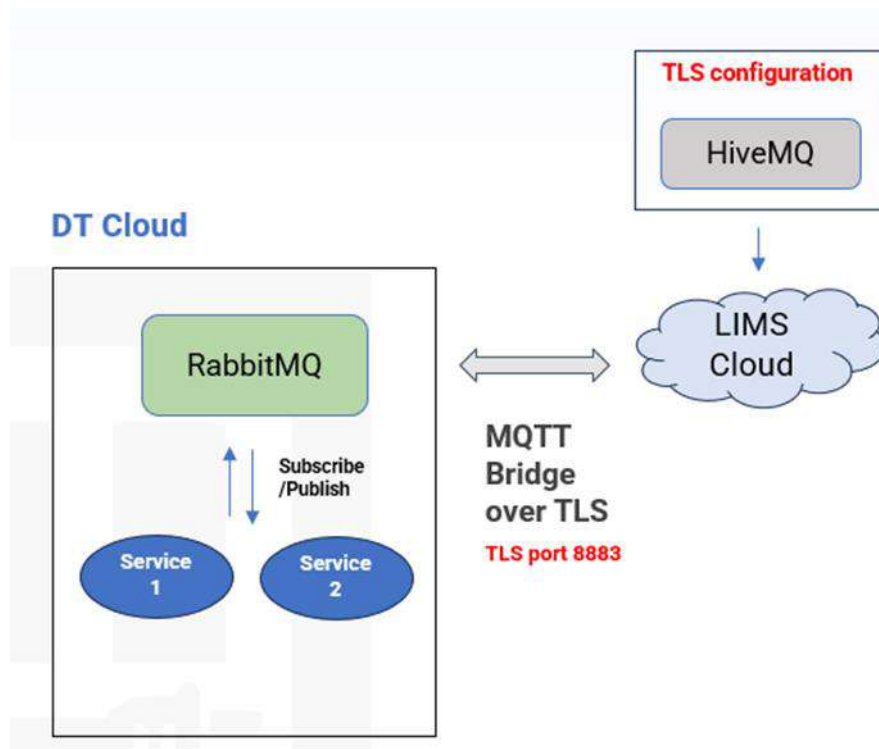 TLS configuration
HiveMQ
DT Cloud
LIMS
Cloud
RabbitMQ
MQTT
Bridge
over TLS
TLS port 8883
Subscribe
/Publish
Service
1
Service
2